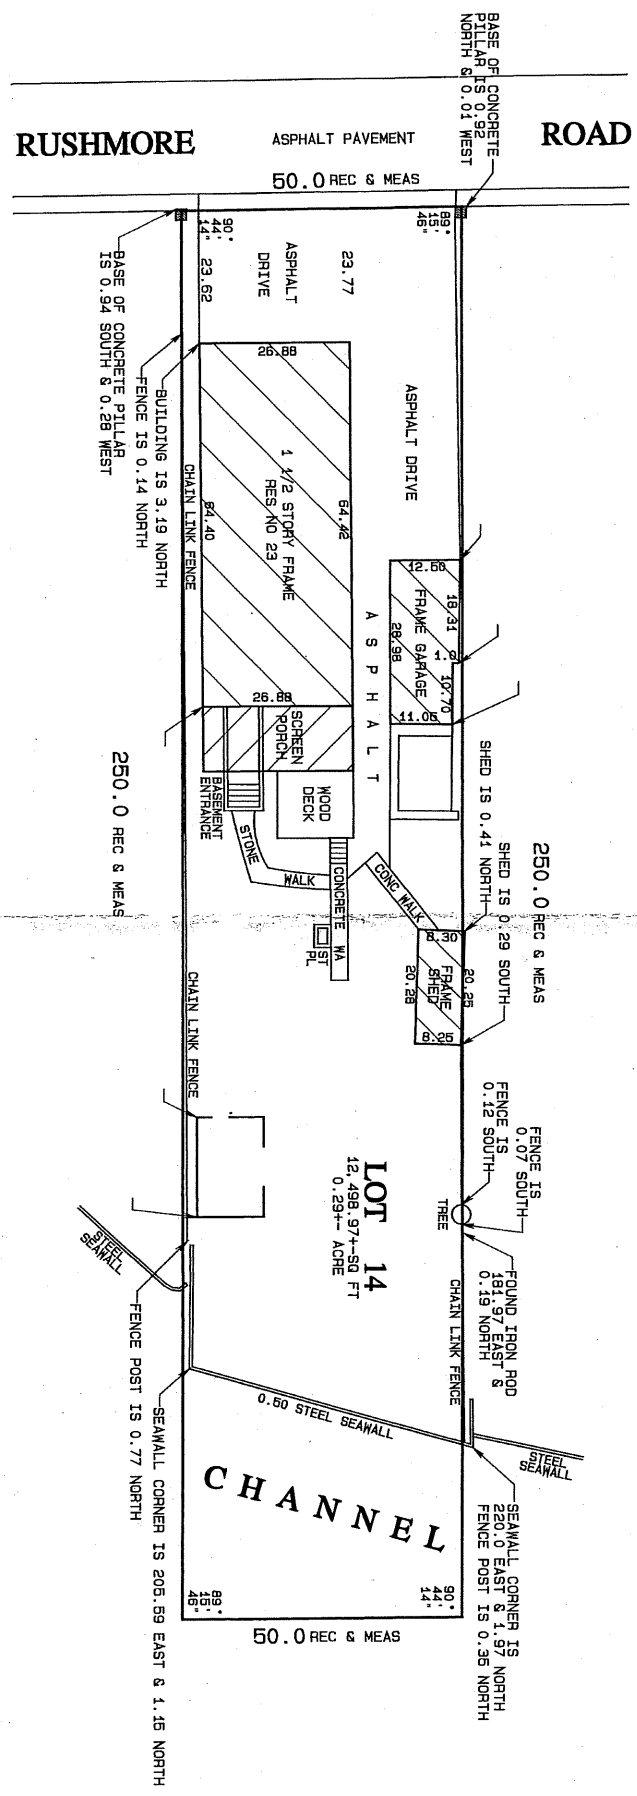 BASE OF CONCRETE
PILLAR IS 0.92
NORTH & 0.01 WEST
RUSHMORE
ASPHALT PAVEMENT
ROAD
50.0 REC & MEAS
90°
44'
14"
89°
15'
46"
BASE OF CONCRETE PILLAR
IS 0.94 SOUTH & 0.28 WEST
FENCE IS 0.14 NORTH
BUILDING IS 3.19 NORTH
23.62
ASPHALT
DRIVE
23.77
ASPHALT DRIVE
26.88
CHAIN LINK FENCE
64.40
1 1/2 STORY FRAME
RES NO 23
64.42
26.88
ASPHALT
12.50
18.31
FRAME GARAGE
28.98
1.0
10.70
11.05
SCREEN
PORCH
BASEMENT
ENTRANCE
WOOD
DECK
STONE
WALK
CONCRETE WA
CONC WALK
ST
PL
250.0 REC & MEAS
250.0 REC & MEAS
SHED IS 0.41 NORTH
SHED IS 0.29 SOUTH
8.30
FRAME
SHED
20.25
20.28
8.25
CHAIN LINK FENCE
FENCE IS
0.12 SOUTH
FENCE IS
0.07 SOUTH
TREE
LOT 14
12,498.97+-SQ FT
0.29+- ACRE
FOUND IRON ROD
181.97 EAST &
0.19 NORTH
CHAIN LINK FENCE
STEEL
SEAWALL
FENCE POST IS 0.77 NORTH
SEAWALL CORNER IS 205.59 EAST & 1.15 NORTH
0.50 STEEL SEAWALL
STEEL
SEAWALL
SEAWALL CORNER IS
220.0 EAST & 1.97 NORTH
FENCE POST IS 0.35 NORTH
CHANNEL
89°
15'
46"
90°
44'
14"
50.0 REC & MEAS